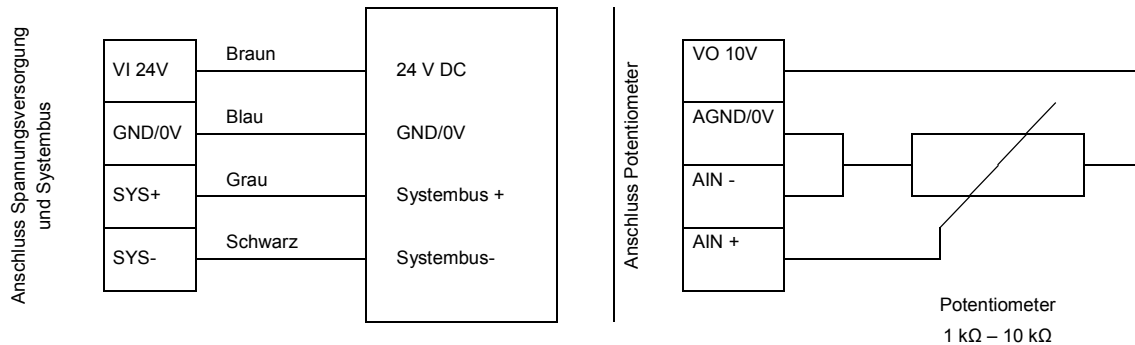 Anschluss Spannungsversorgung
und Systembus
VI 24V
GND/0V
SYS+
SYS-
Braun
Blau
Grau
Schwarz
24 V DC
GND/0V
Systembus +
Systembus-
Anschluss Potentiometer
VO 10V
AGND/0V
AIN -
AIN +
Potentiometer
1 kΩ – 10 kΩ